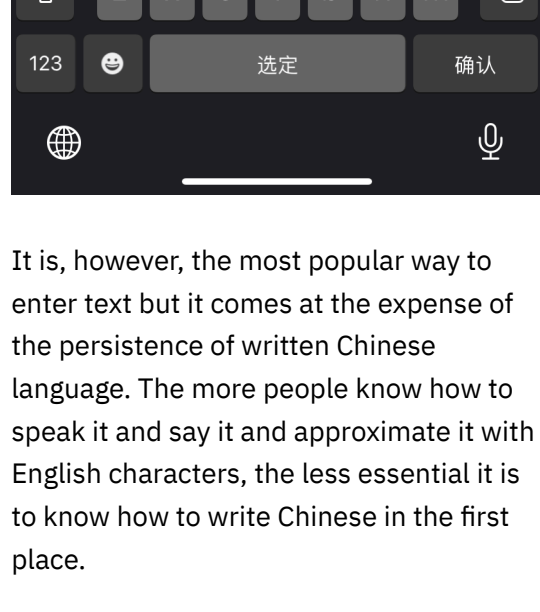 123
选定
确认
It is, however, the most popular way to
enter text but it comes at the expense of
the persistence of written Chinese
language. The more people know how to
speak it and say it and approximate it with
English characters, the less essential it is
to know how to write Chinese in the first
place.